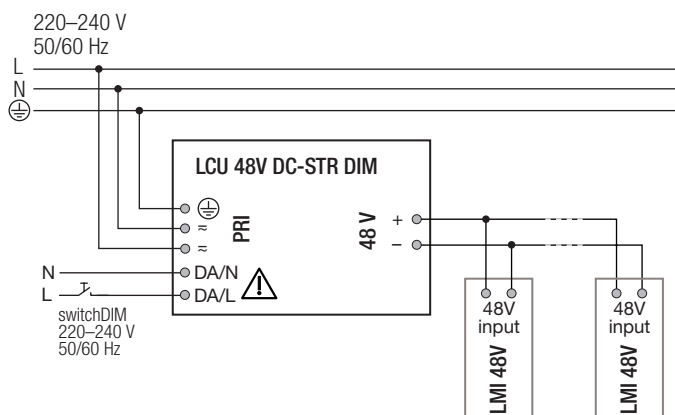 220–240 V
50/60 Hz
L
N
LCU 48V DC-STR DIM
PRI
≂
≂
48 V
+
−
N
DA/N
L
DA/L
switchDIM
220–240 V
50/60 Hz
48V
input
LMI 48V
48V
input
LMI 48V